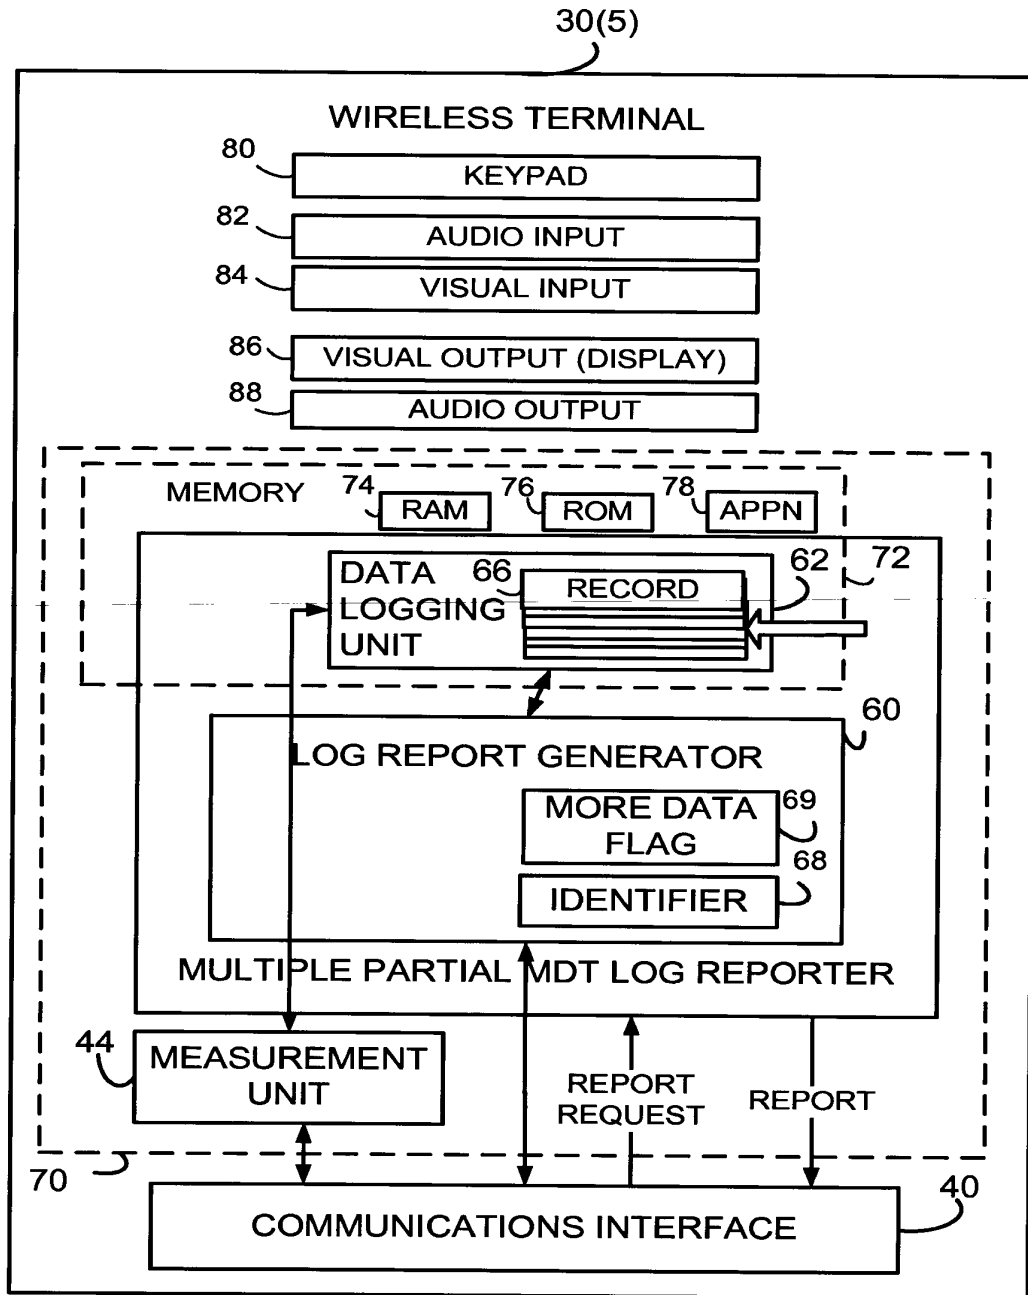 30(5)
WIRELESS TERMINAL
80
KEYPAD
82
AUDIO INPUT
84
VISUAL INPUT
86
VISUAL OUTPUT (DISPLAY)
88
AUDIO OUTPUT
MEMORY
74
RAM
76
ROM
78
APPN
DATA
LOGGING
UNIT
66
RECORD
62
72
60
LOG REPORT GENERATOR
MORE DATA
FLAG
69
IDENTIFIER
68
MULTIPLE PARTIAL MDT LOG REPORTER
44
MEASUREMENT
UNIT
REPORT
REQUEST
REPORT
70
40
COMMUNICATIONS INTERFACE